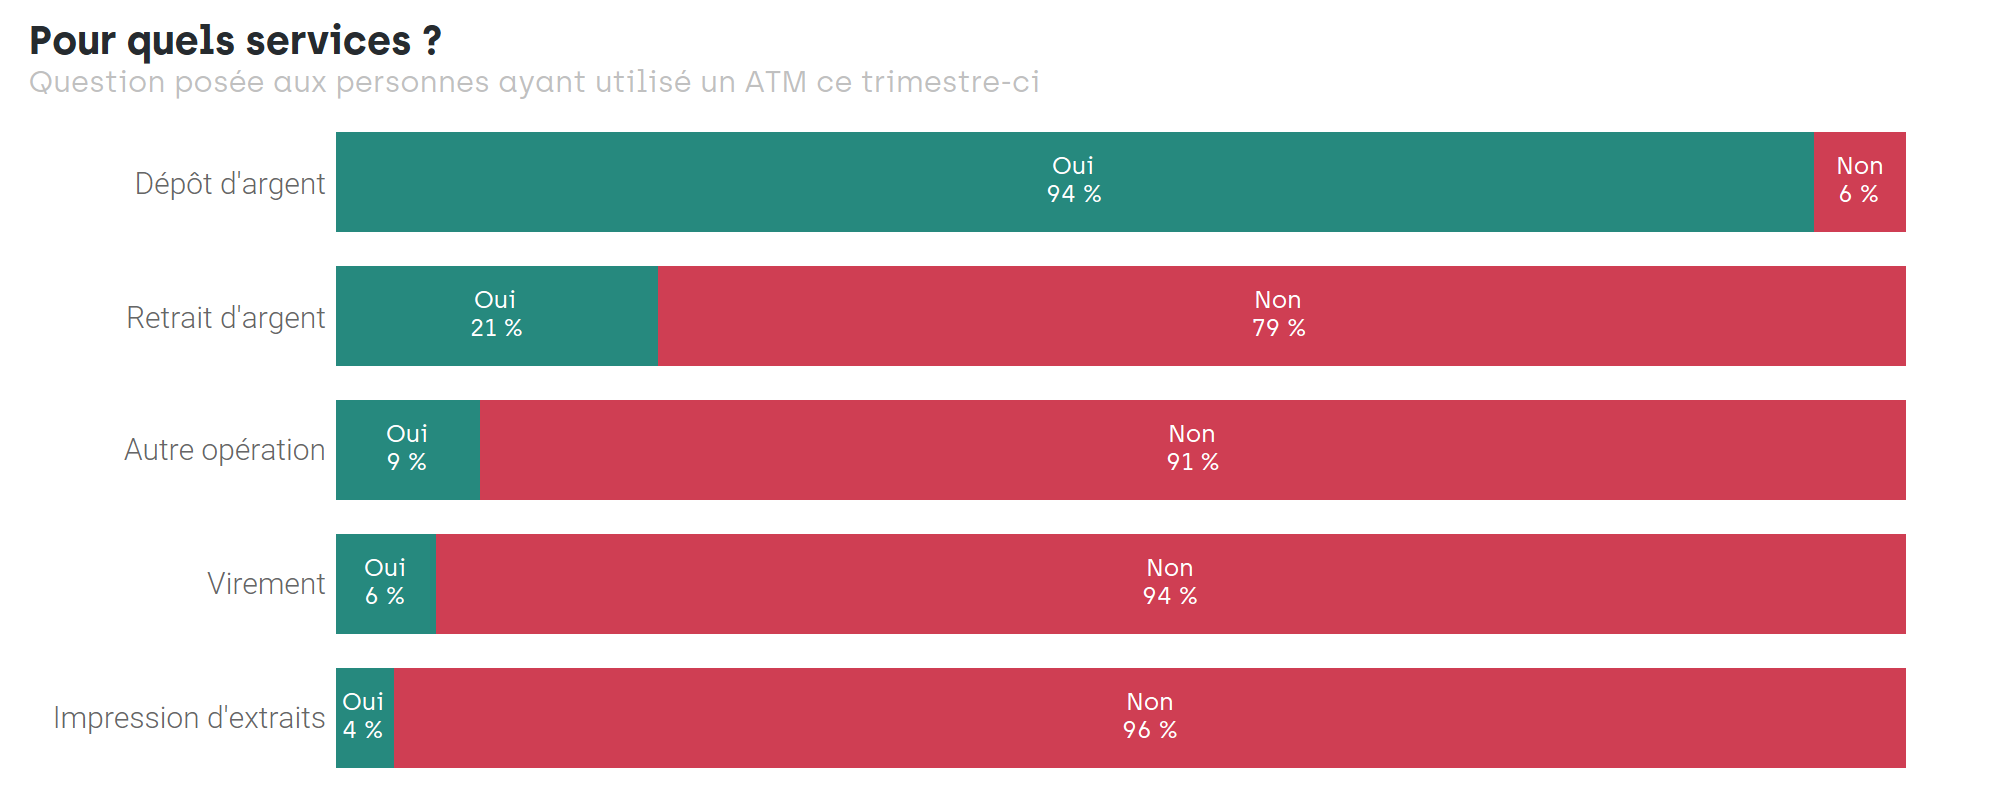 Pour quels services ?
Question posée aux personnes ayant utilisé un ATM ce trimestre-ci
Dépôt d'argent
Oui
94 %
Non
6 %
Retrait d'argent
Oui
21 %
Non
79 %
Autre opération
Oui
9 %
Non
91 %
Virement
Oui
6 %
Non
94 %
Impression d'extraits
Oui
4 %
Non
96 %